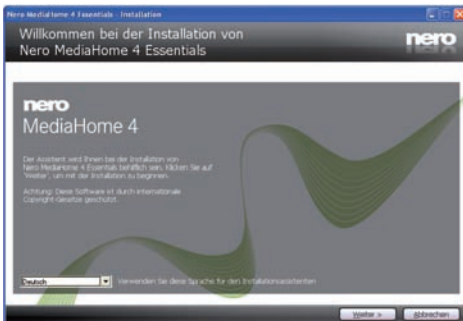 Nero MediaHome 4 Essentials - Installation
Willkommen bei der Installation von
Nero MediaHome 4 Essentials
nero
nero
MediaHome 4
Der Assistent wird Ihnen bei der Installation von
Nero MediaHome 4 Essentials behilflich sein. Klicken Sie auf
'Weiter', um mit der Installation zu beginnen.
Achtung: Diese Software ist durch internationale
Copyright-Gesetze geschützt.
Deutsch Verwenden Sie diese Sprache für den Installationsassistenten
Weiter > Abbrechen